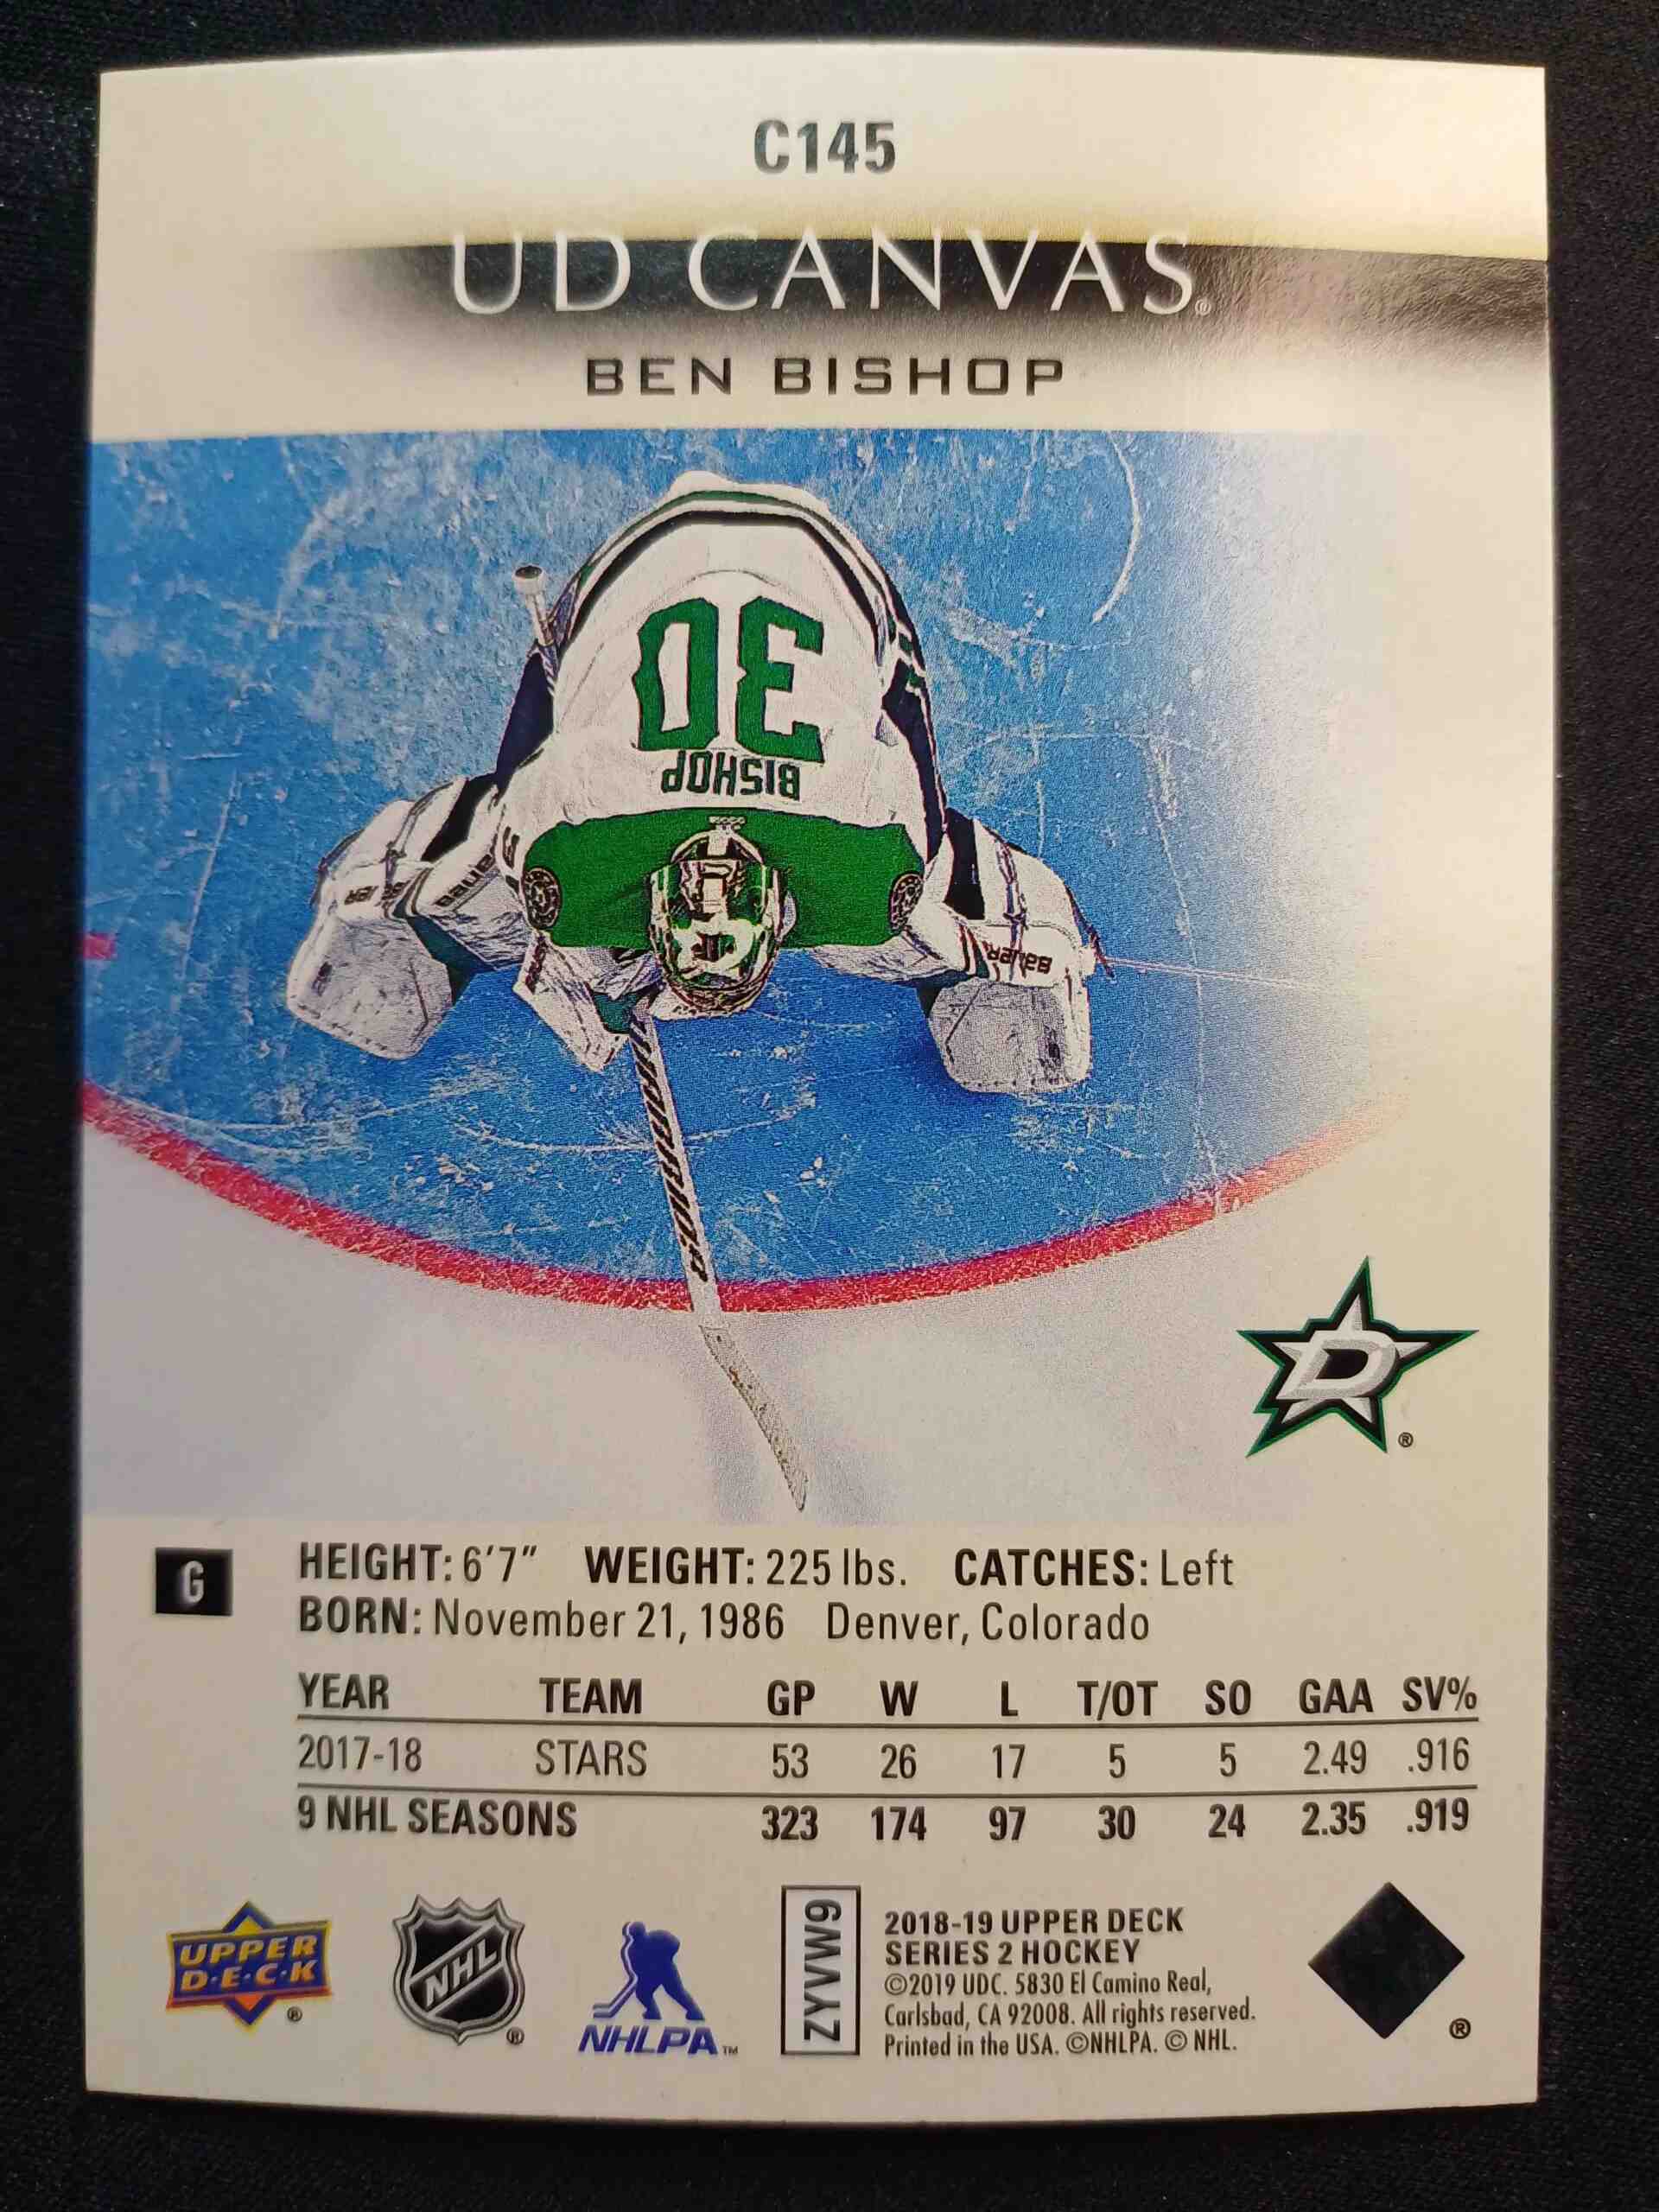 C145
UD CANVAS®
BEN BISHOP
30
BISHOP
BAUER
BAUER
®
G
HEIGHT: 6'7" WEIGHT: 225 lbs. CATCHES: Left
BORN: November 21, 1986 Denver, Colorado
YEAR TEAM GP W L T/OT SO GAA SV%
2017-18 STARS 53 26 17 5 5 2.49 .916
9 NHL SEASONS 323 174 97 30 24 2.35 .919
UPPER
D·E·C·K
®
NHL
®
NHLPA™
ZYVW9
2018-19 UPPER DECK
SERIES 2 HOCKEY
©2019 UDC. 5830 El Camino Real,
Carlsbad, CA 92008. All rights reserved.
Printed in the USA. ©NHLPA. © NHL.
®